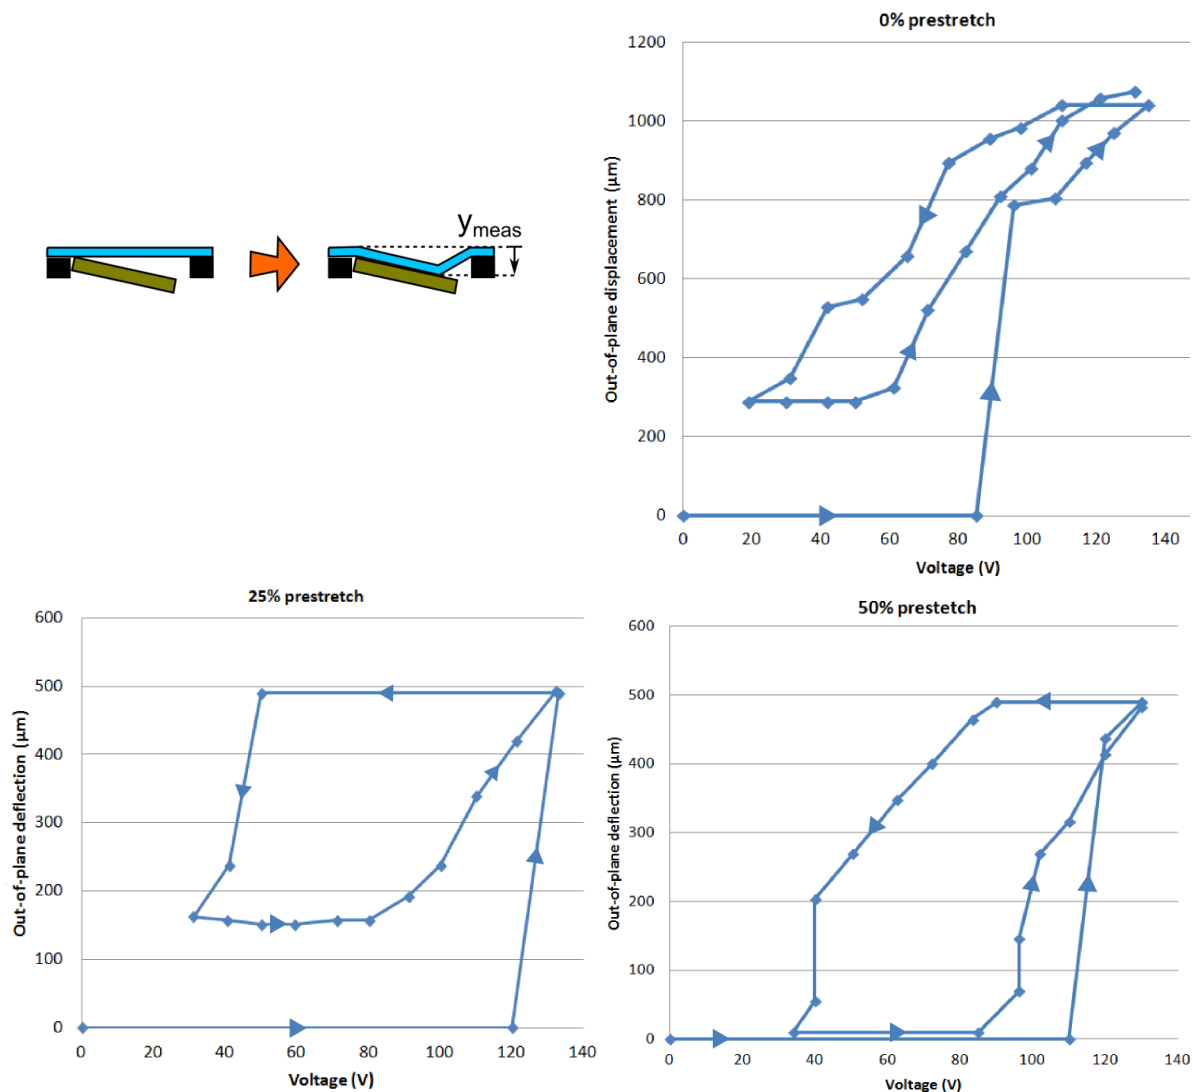 0% prestretch
y meas
Out-of-plane displacement (µm)
1200
1000
800
600
400
200
0
0 20 40 60 80 100 120 140
Voltage (V)
25% prestretch
Out-of-plane deflection (µm)
600
500
400
300
200
100
0
0 20 40 60 80 100 120 140
Voltage (V)
50% prestetch
Out-of-plane deflection (µm)
600
500
400
300
200
100
0
0 20 40 60 80 100 120 140
Voltage (V)